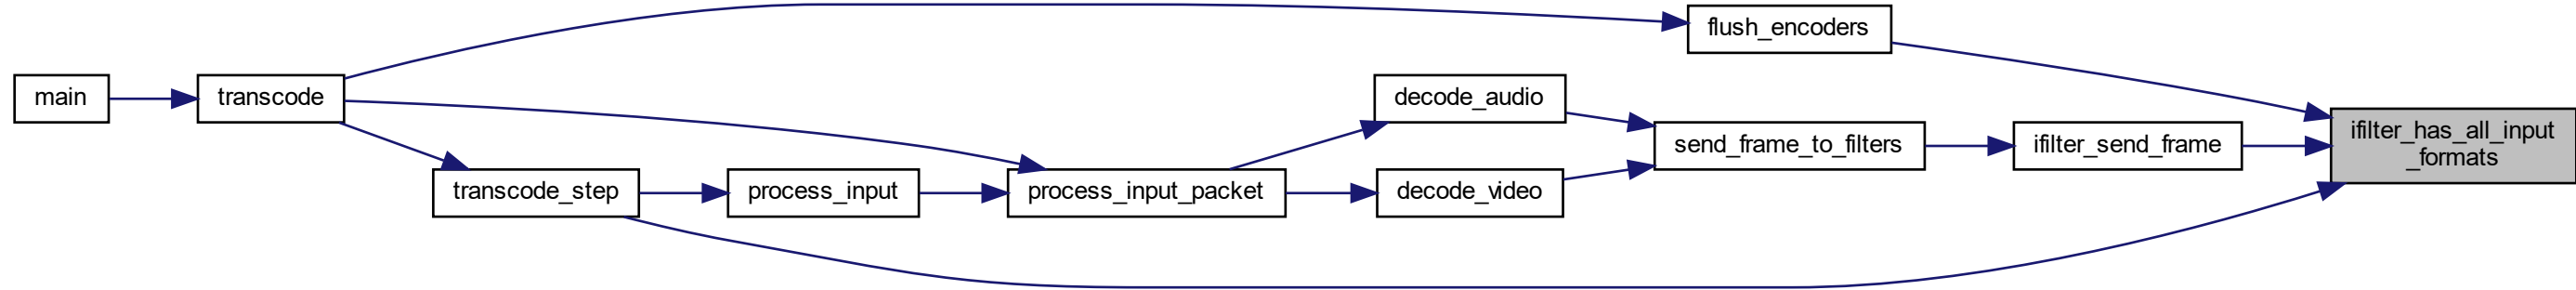 flush_encoders
main
transcode
decode_audio
send_frame_to_filters
ifilter_send_frame
ifilter_has_all_input
_formats
transcode_step
process_input
process_input_packet
decode_video